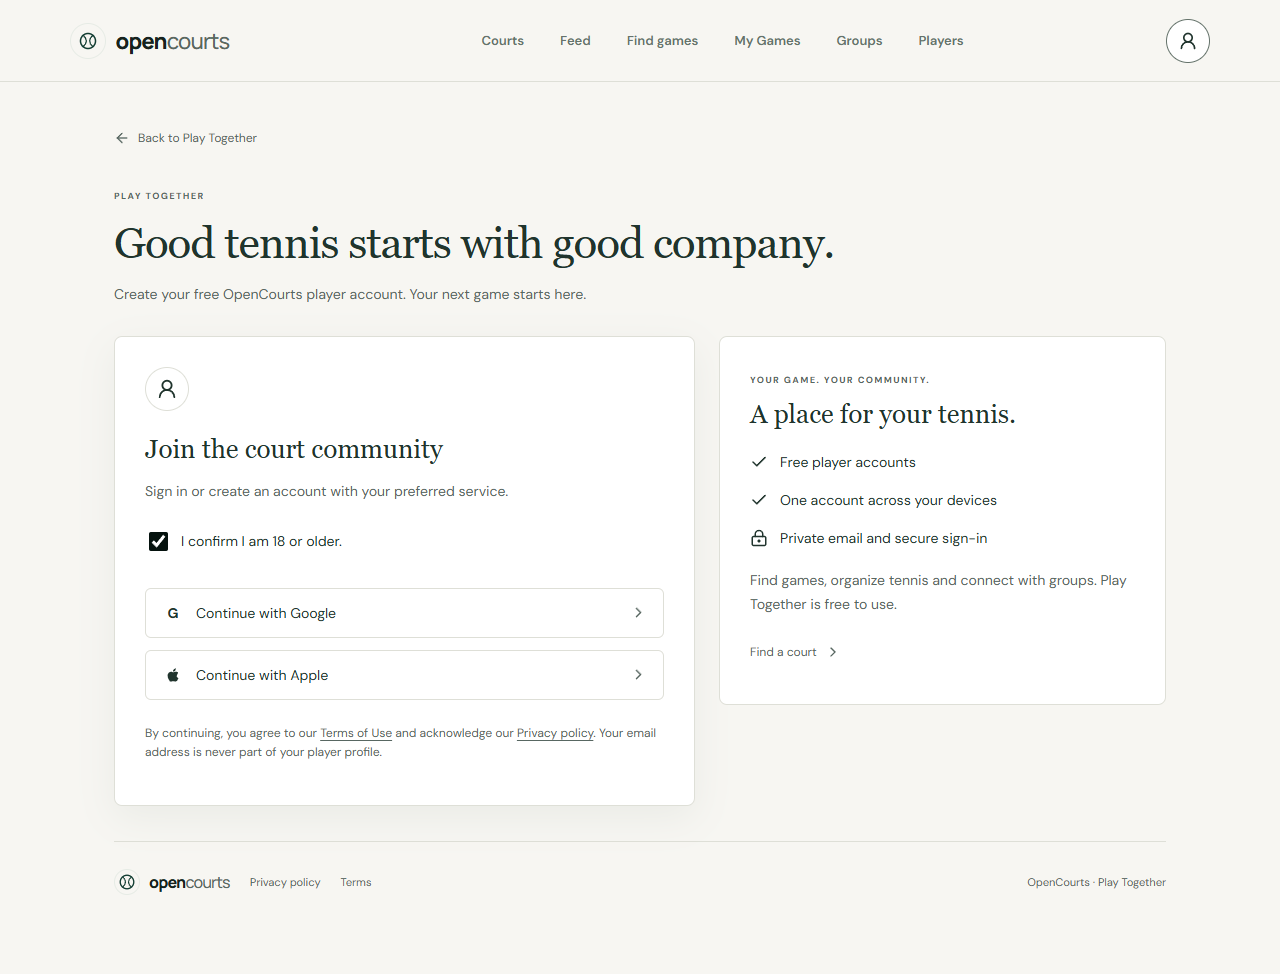 opencourts
Courts
Feed
Find games
My Games
Groups
Players
Back to Play Together
PLAY TOGETHER
Good tennis starts with good company.
Create your free OpenCourts player account. Your next game starts here.
Join the court community
Sign in or create an account with your preferred service.
I confirm I am 18 or older.
G Continue with Google
Continue with Apple
By continuing, you agree to our Terms of Use and acknowledge our Privacy policy. Your email
address is never part of your player profile.
YOUR GAME. YOUR COMMUNITY.
A place for your tennis.
Free player accounts
One account across your devices
Private email and secure sign-in
Find games, organize tennis and connect with groups. Play
Together is free to use.
Find a court
opencourts
Privacy policy
Terms
OpenCourts · Play Together